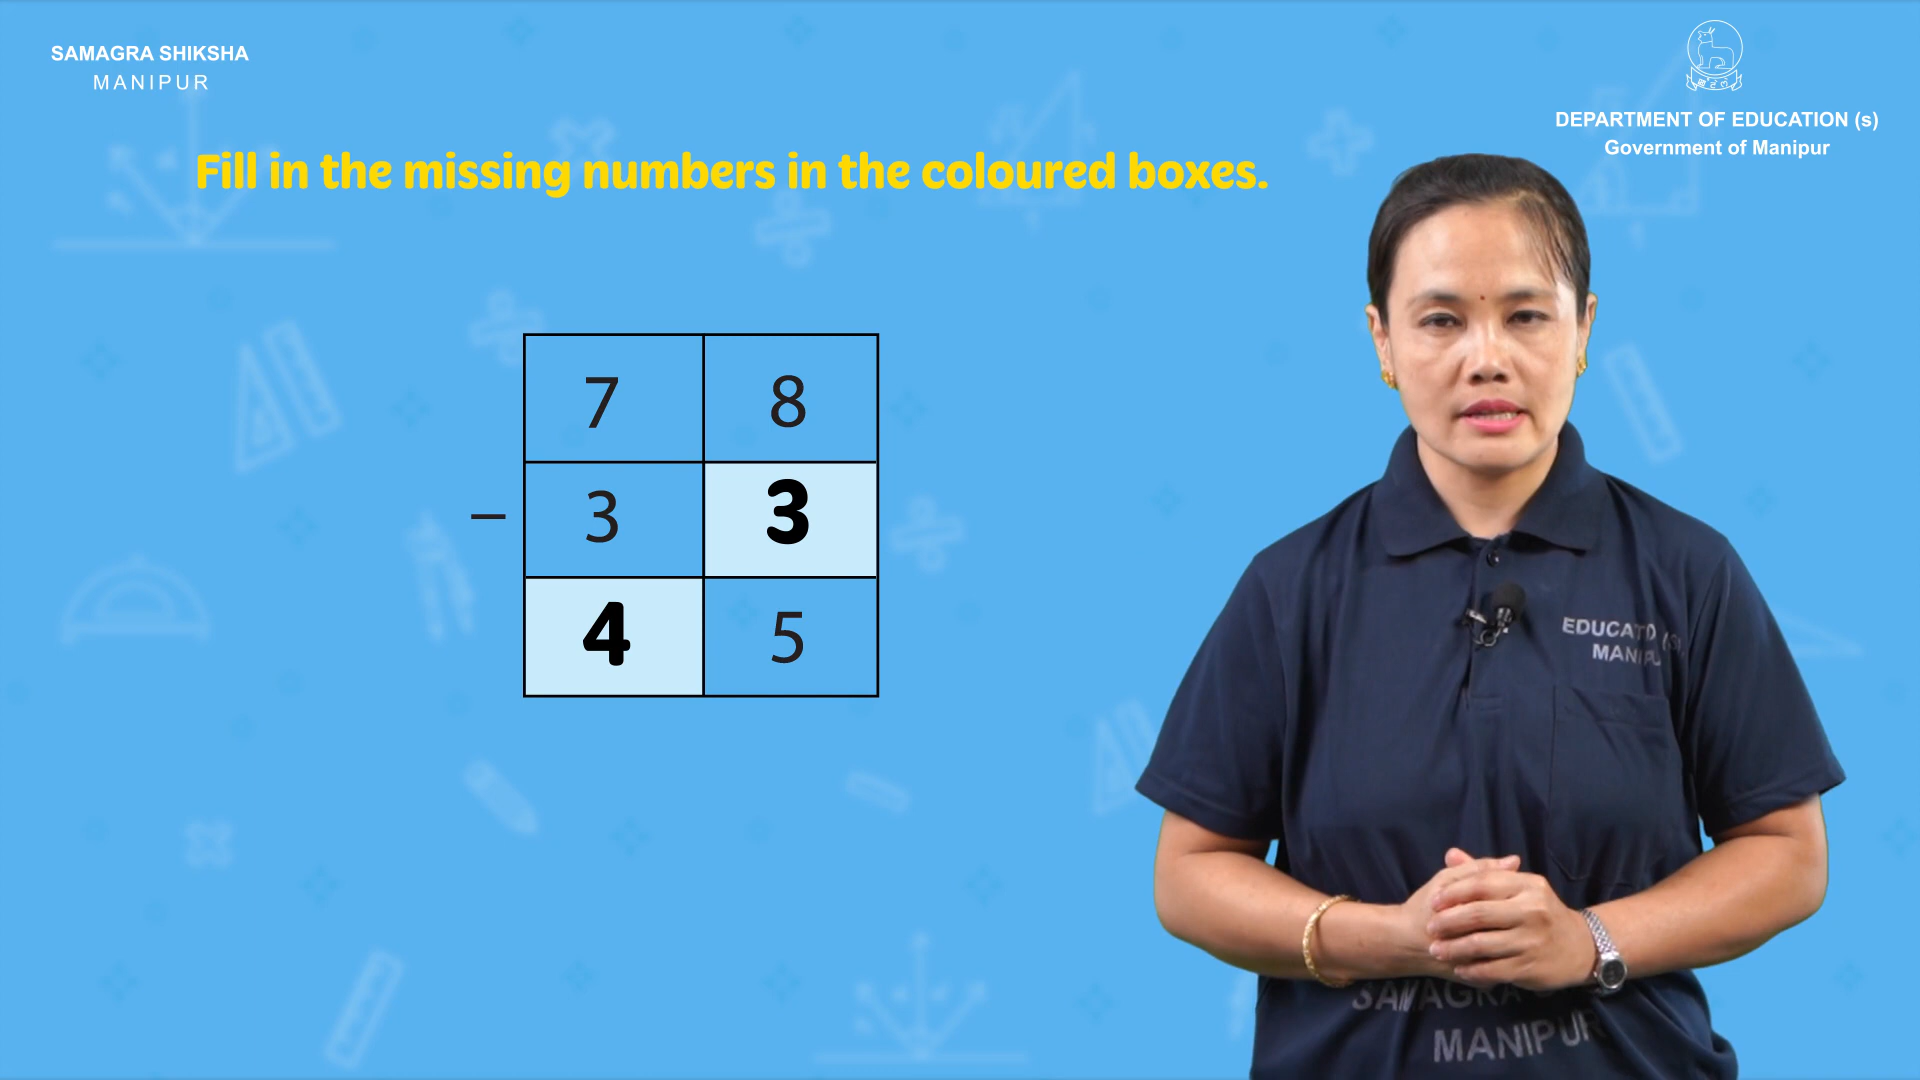 SAMAGRA SHIKSHA
MANIPUR
DEPARTMENT OF EDUCATION (s)
Government of Manipur
Fill in the missing numbers in the coloured boxes.
7 8
– 3 3
4 5
MANIPUR